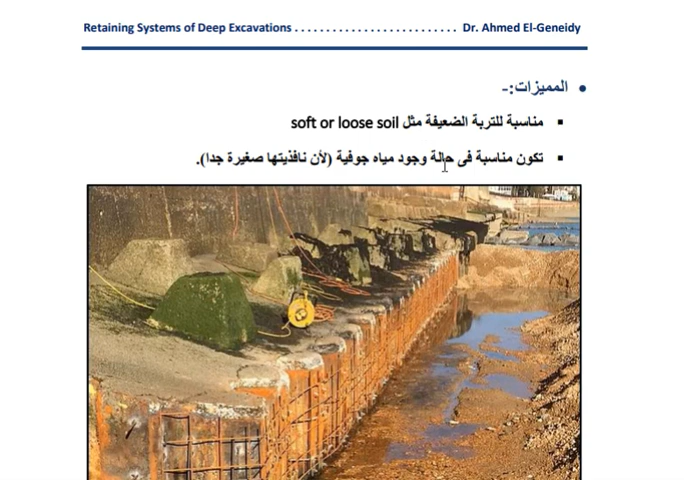 Retaining Systems of Deep Excavations . . . . . . . . . . . . . . . . . . . . . . . . . . Dr. Ahmed El-Geneidy
• المميزات:-
▪ مناسبة للتربة الضعيفة مثل soft or loose soil
▪ تكون مناسبة فى حالة وجود مياه جوفية (لأن نافذيتها صغيرة جدا).